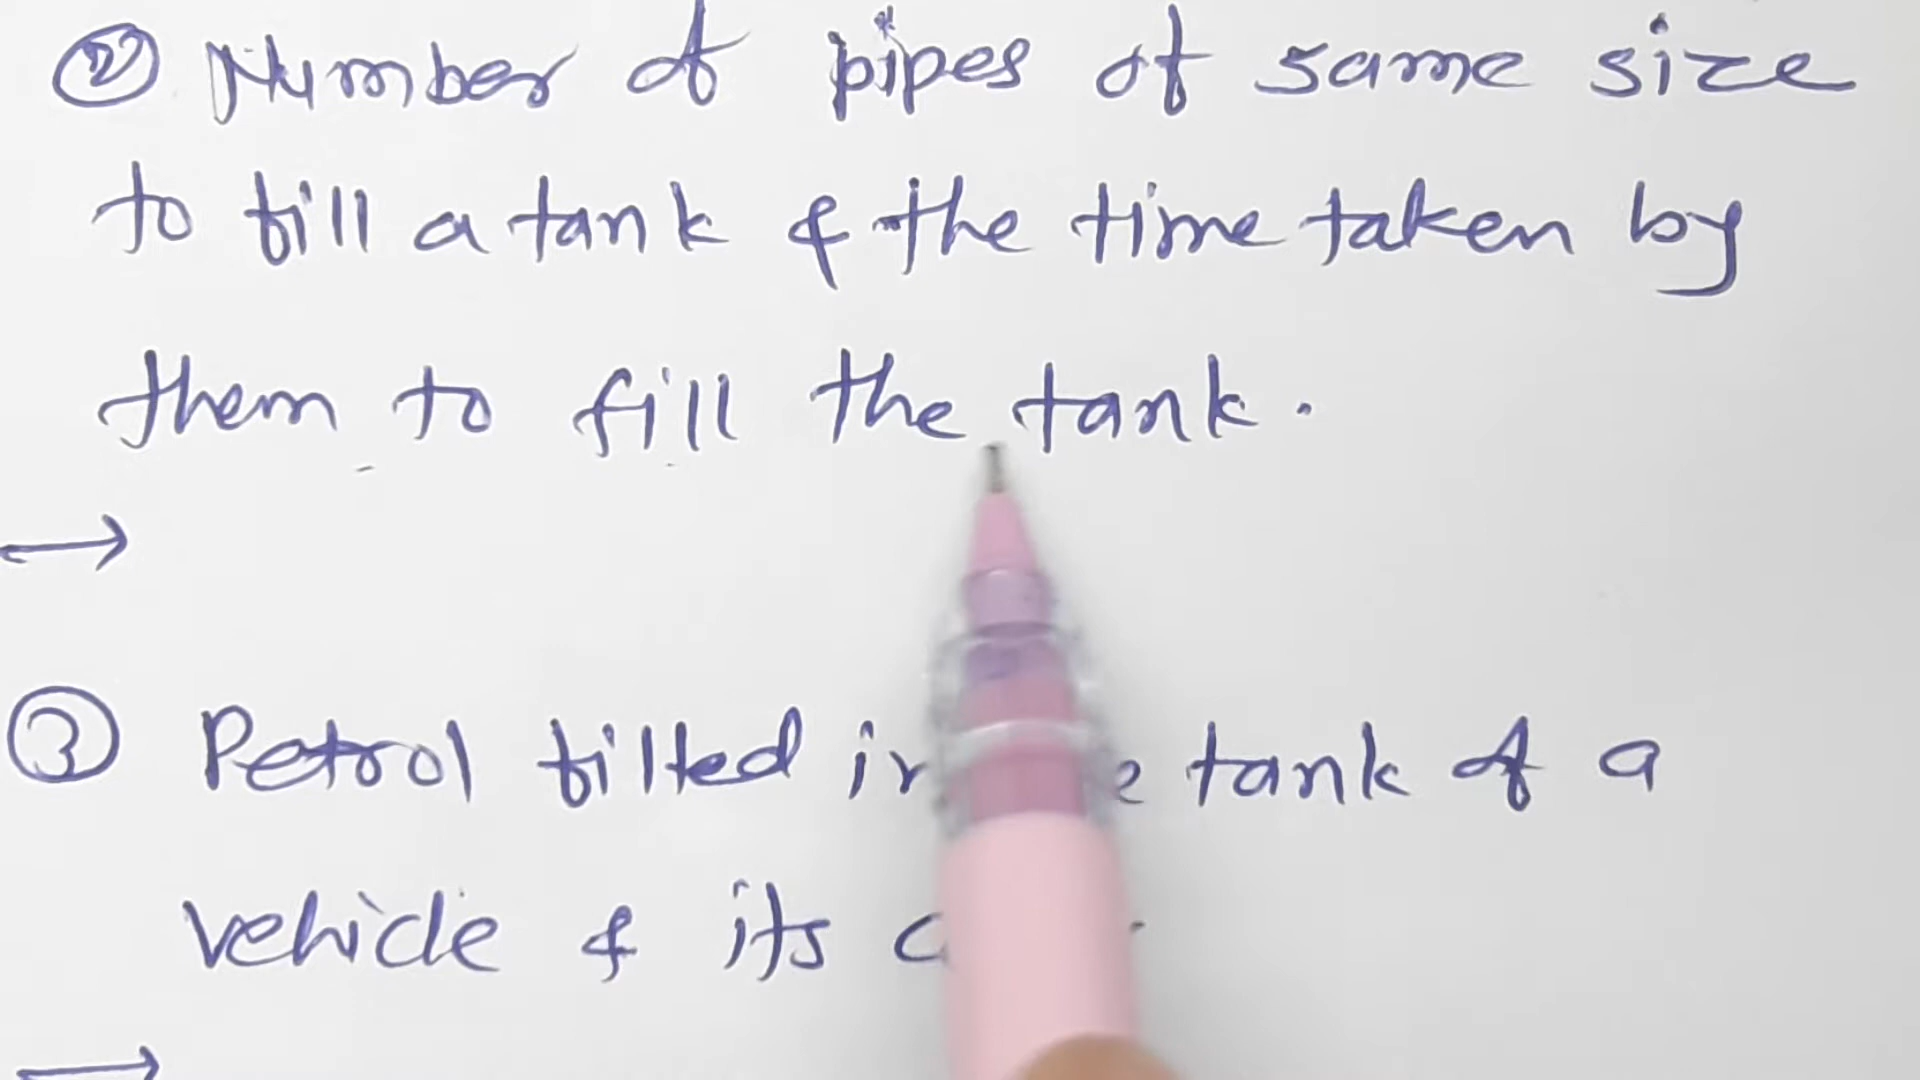 ② Number of pipes of same size
to fill a tank & the time taken by
them to fill the tank.
→
③ Petrol filled in tank of a
vehicle & its
→